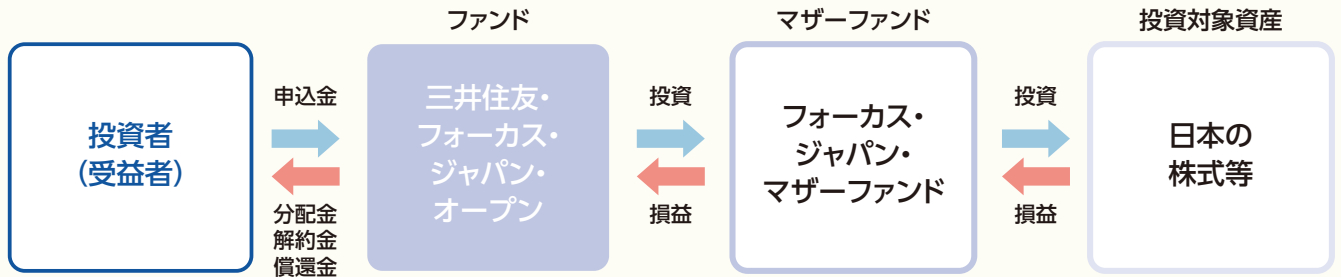 ファンド
マザーファンド
投資対象資産
投資者
(受益者)
申込金
分配金
解約金
償還金
三井住友・
フォーカス・
ジャパン・
オープン
投資
損益
フォーカス・
ジャパン・
マザーファンド
投資
損益
日本の
株式等